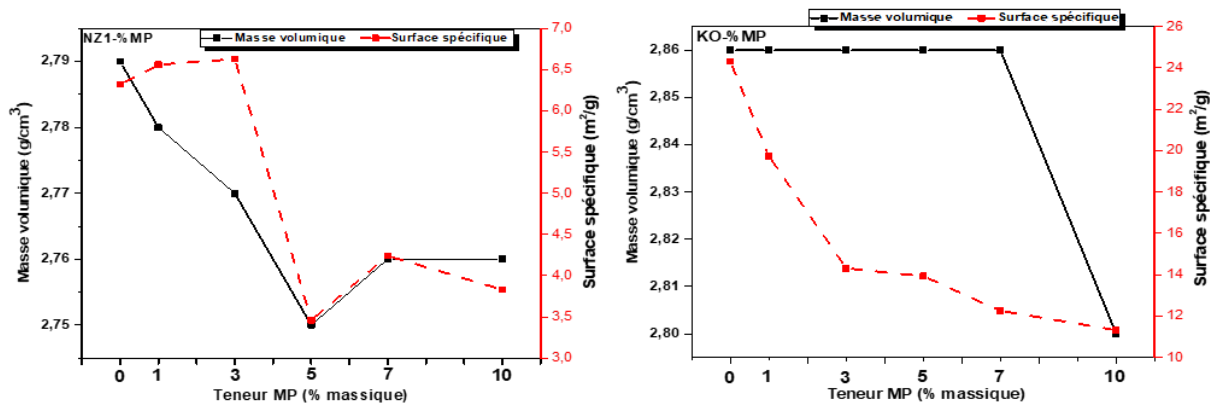 NZ1-%MP
Masse volumique
Surface spécifique
2,79
2,78
2,77
2,76
2,75
Masse volumique (g/cm³)
7,0
6,5
6,0
5,5
5,0
4,5
4,0
3,5
3,0
Surface spécifique (m²/g)
0 1 3 5 7 10
Teneur MP (% massique)
KO-%MP
Masse volumique
Surface spécifique
2,86
2,85
2,84
2,83
2,82
2,81
2,80
Masse volumique (g/cm³)
26
24
22
20
18
16
14
12
10
Surface spécifique (m²/g)
0 1 3 5 7 10
Teneur MP (% massique)